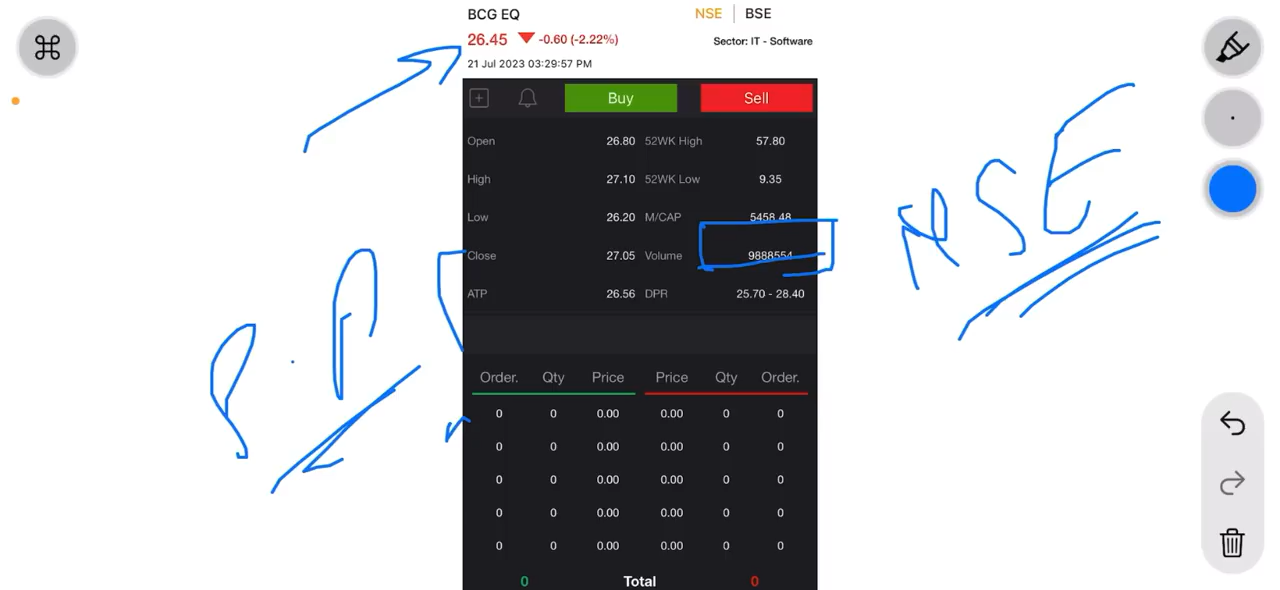 BCG EQ NSE BSE
26.45 -0.60 (-2.22%) Sector: IT - Software
21 Jul 2023 03:29:57 PM
Buy Sell
Open 26.80 52WK High 57.80
High 27.10 52WK Low 9.35
Low 26.20 M/CAP 5458.48
Close 27.05 Volume 9888554
ATP 26.56 DPR 25.70 - 28.40
NSE
P.P
Order. Qty Price Price Qty Order.
0 0 0.00 0.00 0 0
0 0 0.00 0.00 0 0
0 0 0.00 0.00 0 0
0 0 0.00 0.00 0 0
0 0 0.00 0.00 0 0
0 Total 0